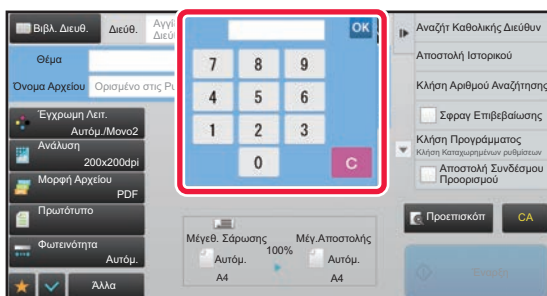 Βιβλ. Διευθ.
Διεύθ.
OK
Αναζήτ Καθολικής Διεύθυν
Θέμα
Αποστολή Ιστορικού
7 8 9
Όνομα Αρχείου
Ορισμένο στις
Κλήση Αριθμού Αναζήτησης
4 5 6
Έγχρωμη Λειτ.
Αυτόμ./Μονο2
Σφραγ Επιβεβαίωσης
1 2 3
Ανάλυση
200x200dpi
Κλήση Προγράμματος
Κλήση Καταχωρημένων ρυθμίσεων
0 C
Μορφή Αρχείου
PDF
Αποστολή Συνδέσμου
Προορισμού
Πρωτότυπο
Προεπισκόπ
CA
Φωτεινότητα
Αυτόμ.
Μέγεθ. Σάρωσης
100%
Μέγ.Αποστολής
Αυτόμ.
Αυτόμ.
A4
A4
Άλλα
Έναρξη